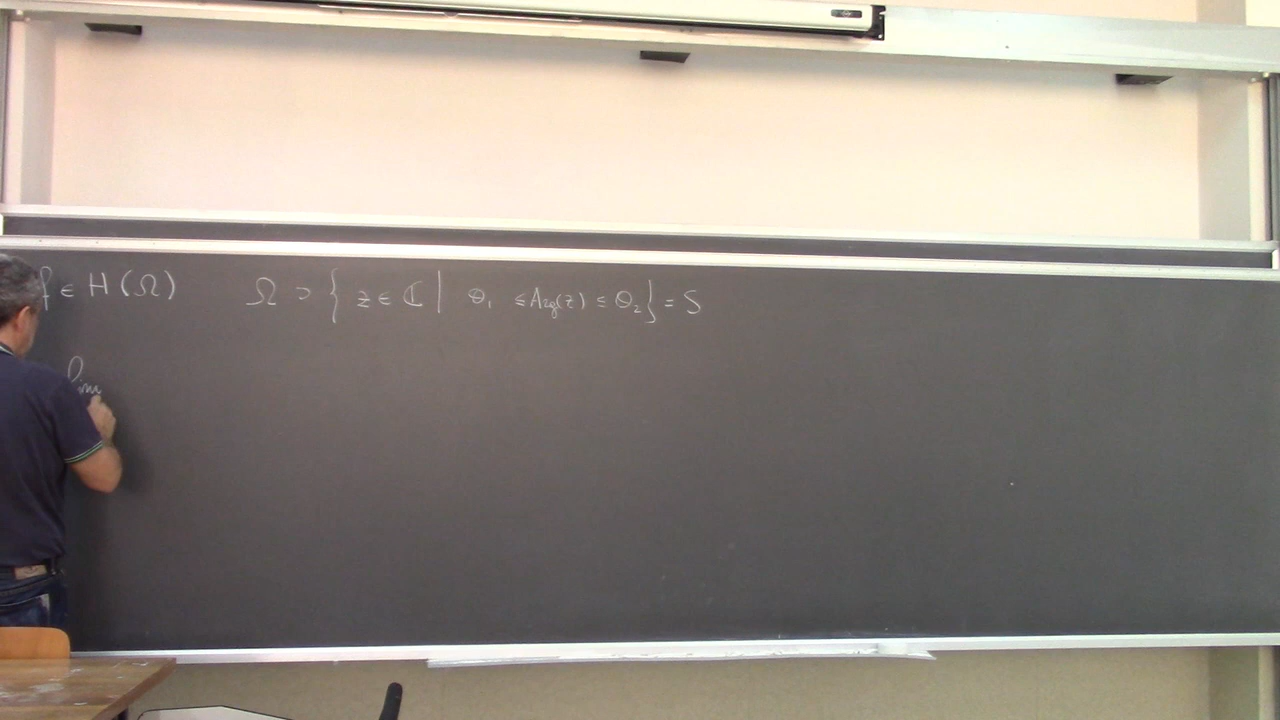 f ∈ H(Ω) Ω ⊃ { z ∈ ℂ | θ₁ ≤ Arg(z) ≤ θ₂ } = S
lim